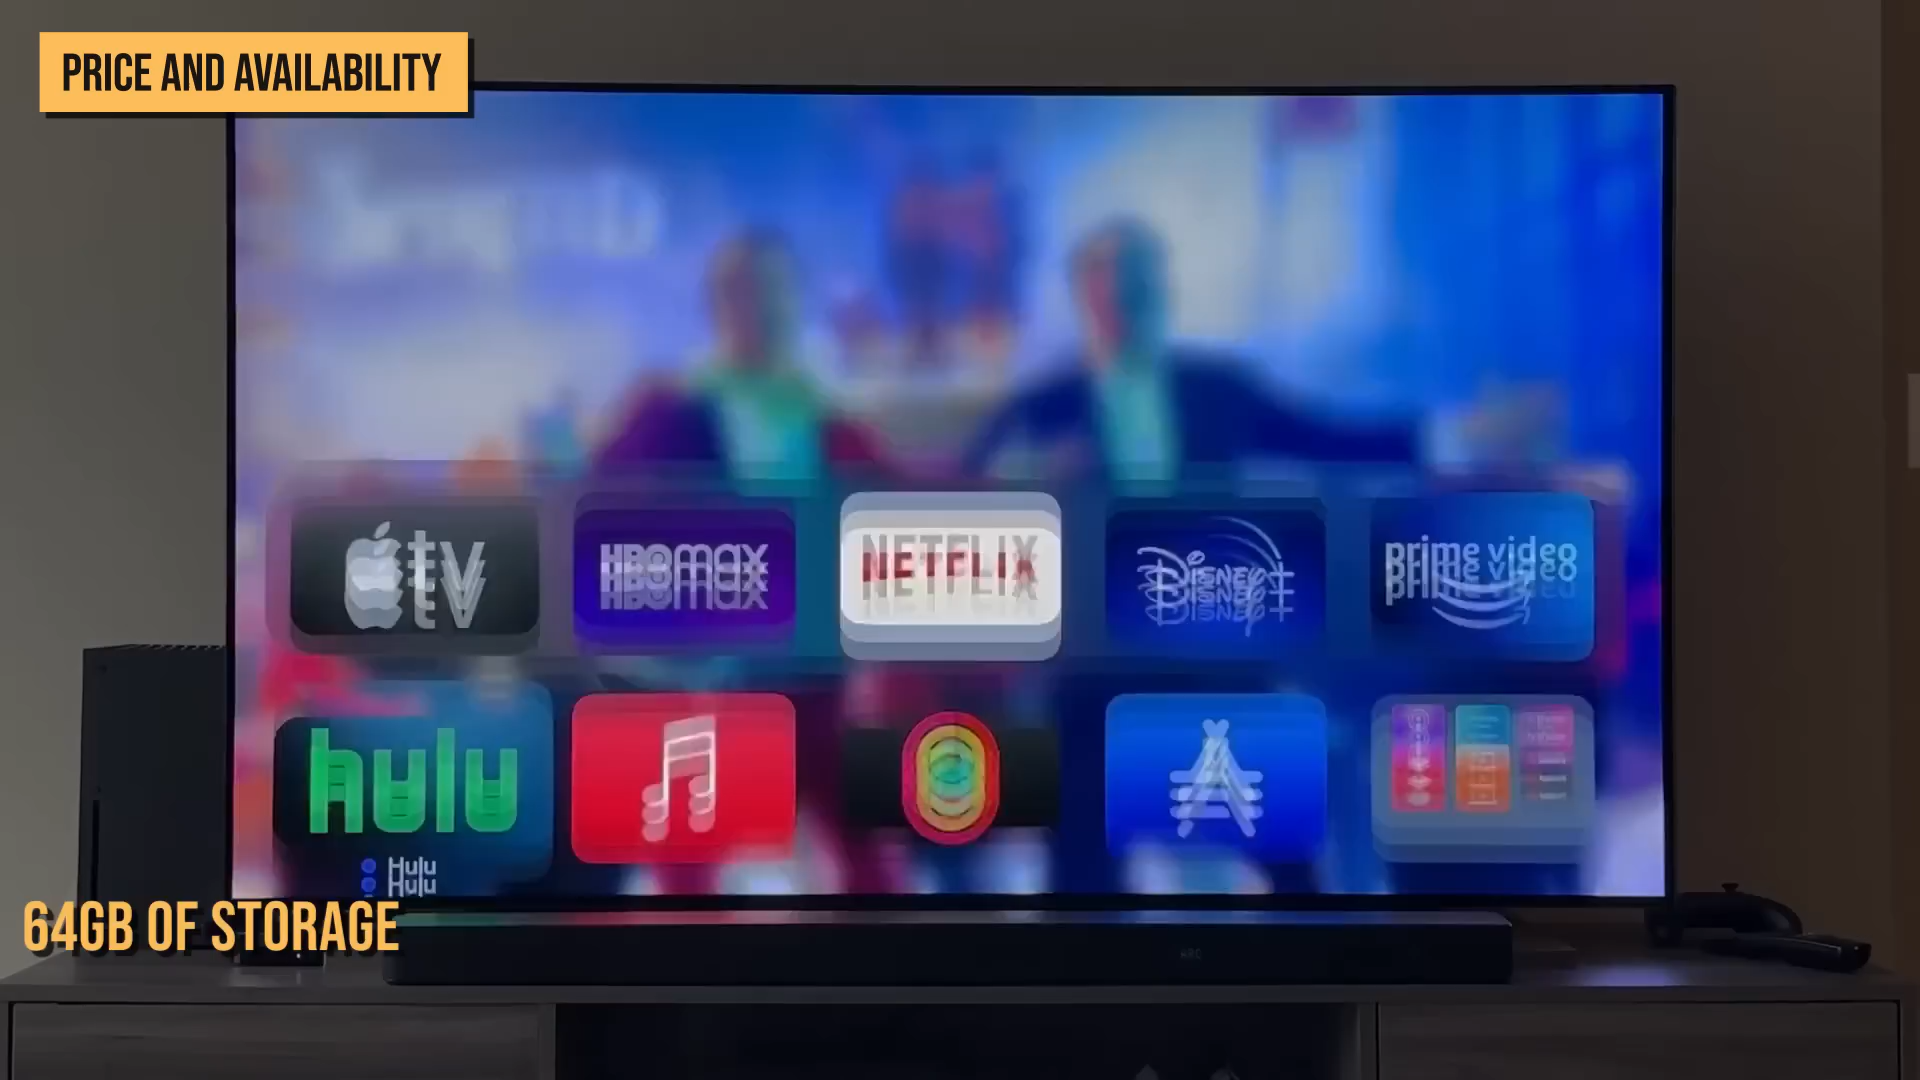 PRICE AND AVAILABILITY
tv
HBOmax
NETFLIX
Disney+
prime video
hulu
Hulu
64GB OF STORAGE